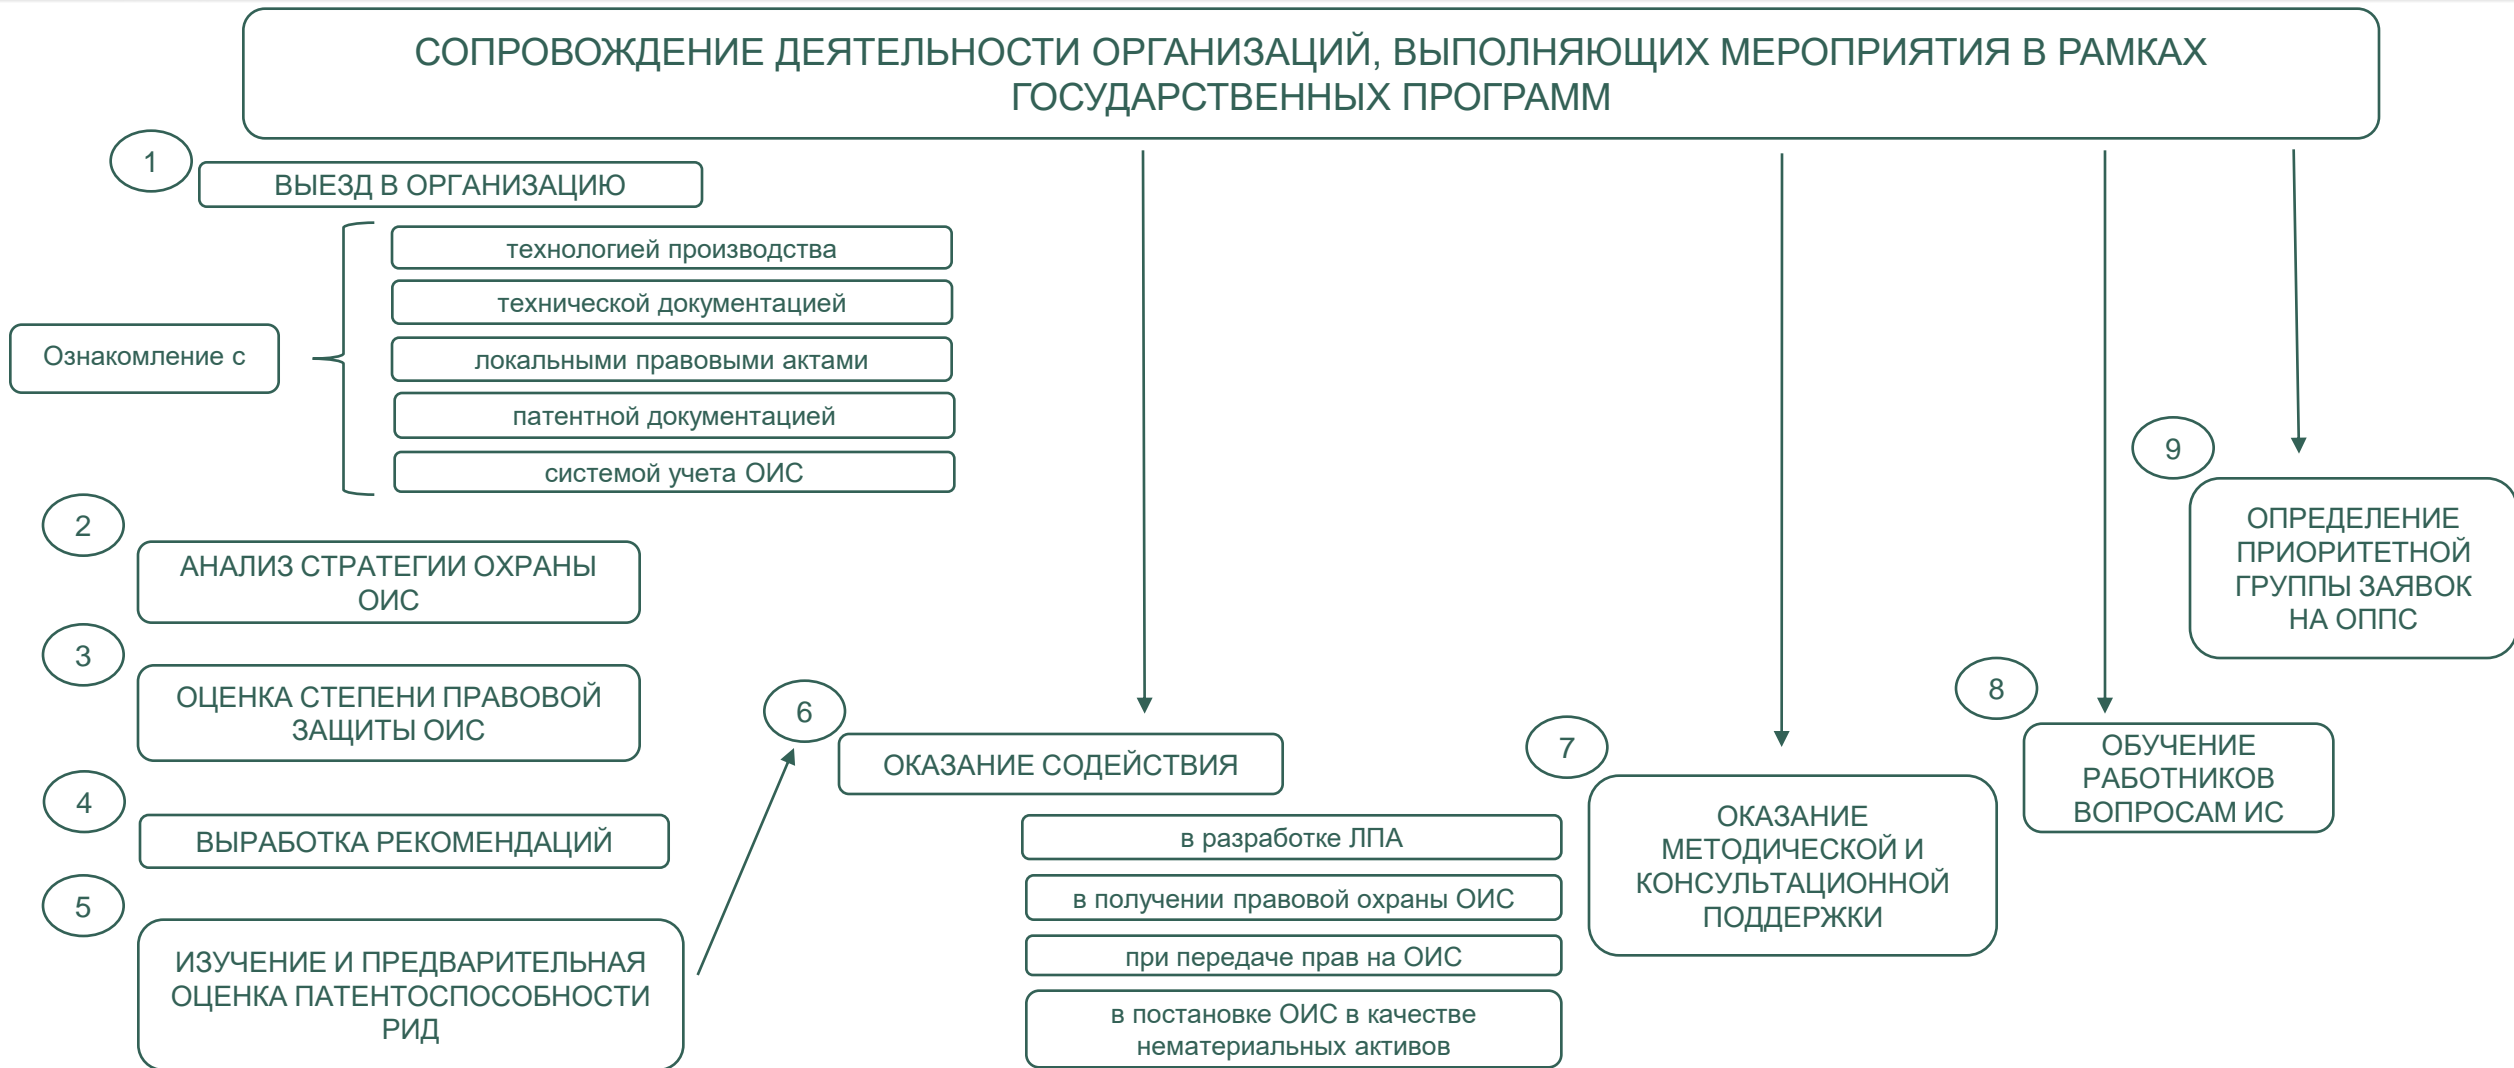 СОПРОВОЖДЕНИЕ ДЕЯТЕЛЬНОСТИ ОРГАНИЗАЦИЙ, ВЫПОЛНЯЮЩИХ МЕРОПРИЯТИЯ В РАМКАХ
ГОСУДАРСТВЕННЫХ ПРОГРАММ
1
ВЫЕЗД В ОРГАНИЗАЦИЮ
Ознакомление с
технологией производства
технической документацией
локальными правовыми актами
патентной документацией
системой учета ОИС
2
АНАЛИЗ СТРАТЕГИИ ОХРАНЫ
ОИС
3
ОЦЕНКА СТЕПЕНИ ПРАВОВОЙ
ЗАЩИТЫ ОИС
4
ВЫРАБОТКА РЕКОМЕНДАЦИЙ
5
ИЗУЧЕНИЕ И ПРЕДВАРИТЕЛЬНАЯ
ОЦЕНКА ПАТЕНТОСПОСОБНОСТИ
РИД
6
ОКАЗАНИЕ СОДЕЙСТВИЯ
в разработке ЛПА
в получении правовой охраны ОИС
при передаче прав на ОИС
в постановке ОИС в качестве
нематериальных активов
7
ОКАЗАНИЕ
МЕТОДИЧЕСКОЙ И
КОНСУЛЬТАЦИОННОЙ
ПОДДЕРЖКИ
8
ОБУЧЕНИЕ
РАБОТНИКОВ
ВОПРОСАМ ИС
9
ОПРЕДЕЛЕНИЕ
ПРИОРИТЕТНОЙ
ГРУППЫ ЗАЯВОК
НА ОППС